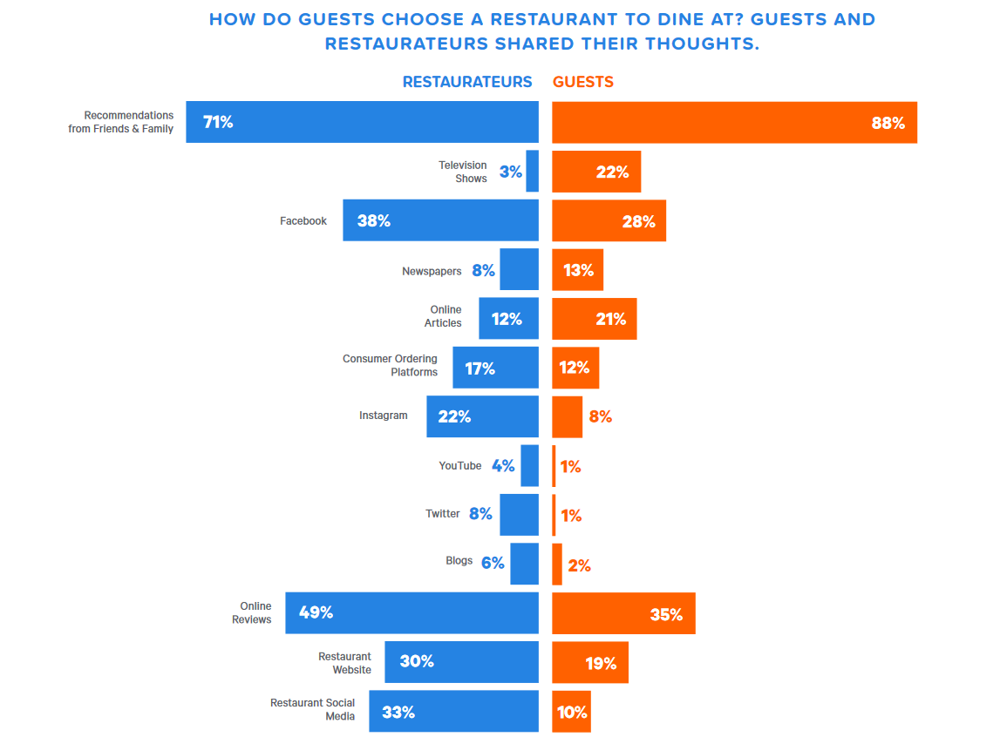 HOW DO GUESTS CHOOSE A RESTAURANT TO DINE AT? GUESTS AND
RESTAURATEURS SHARED THEIR THOUGHTS.
RESTAURATEURS GUESTS
Recommendations
from Friends & Family 71% 88%
Television
Shows 3% 22%
Facebook 38% 28%
Newspapers 8% 13%
Online
Articles 12% 21%
Consumer Ordering
Platforms 17% 12%
Instagram 22% 8%
YouTube 4% 1%
Twitter 8% 1%
Blogs 6% 2%
Online
Reviews 49% 35%
Restaurant
Website 30% 19%
Restaurant Social
Media 33% 10%